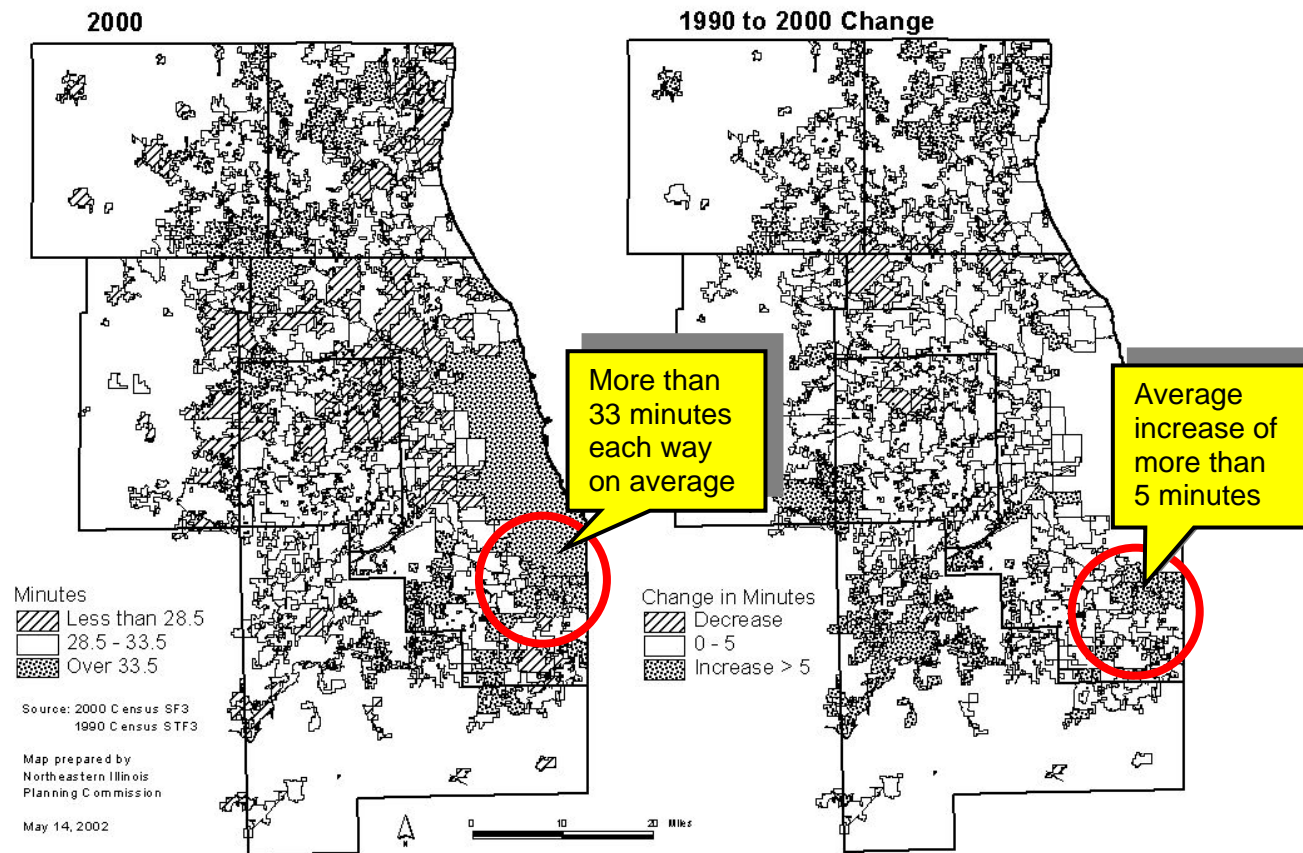 2000
1990 to 2000 Change
More than
33 minutes
each way
on average
Average
increase of
more than
5 minutes
Minutes
Less than 28.5
28.5 - 33.5
Over 33.5
Change in Minutes
Decrease
0 - 5
Increase > 5
Source: 2000 Census SF3
1990 Census STF3
Map prepared by
Northeastern Illinois
Planning Commission
May 14, 2002
N
0 10 20 Miles